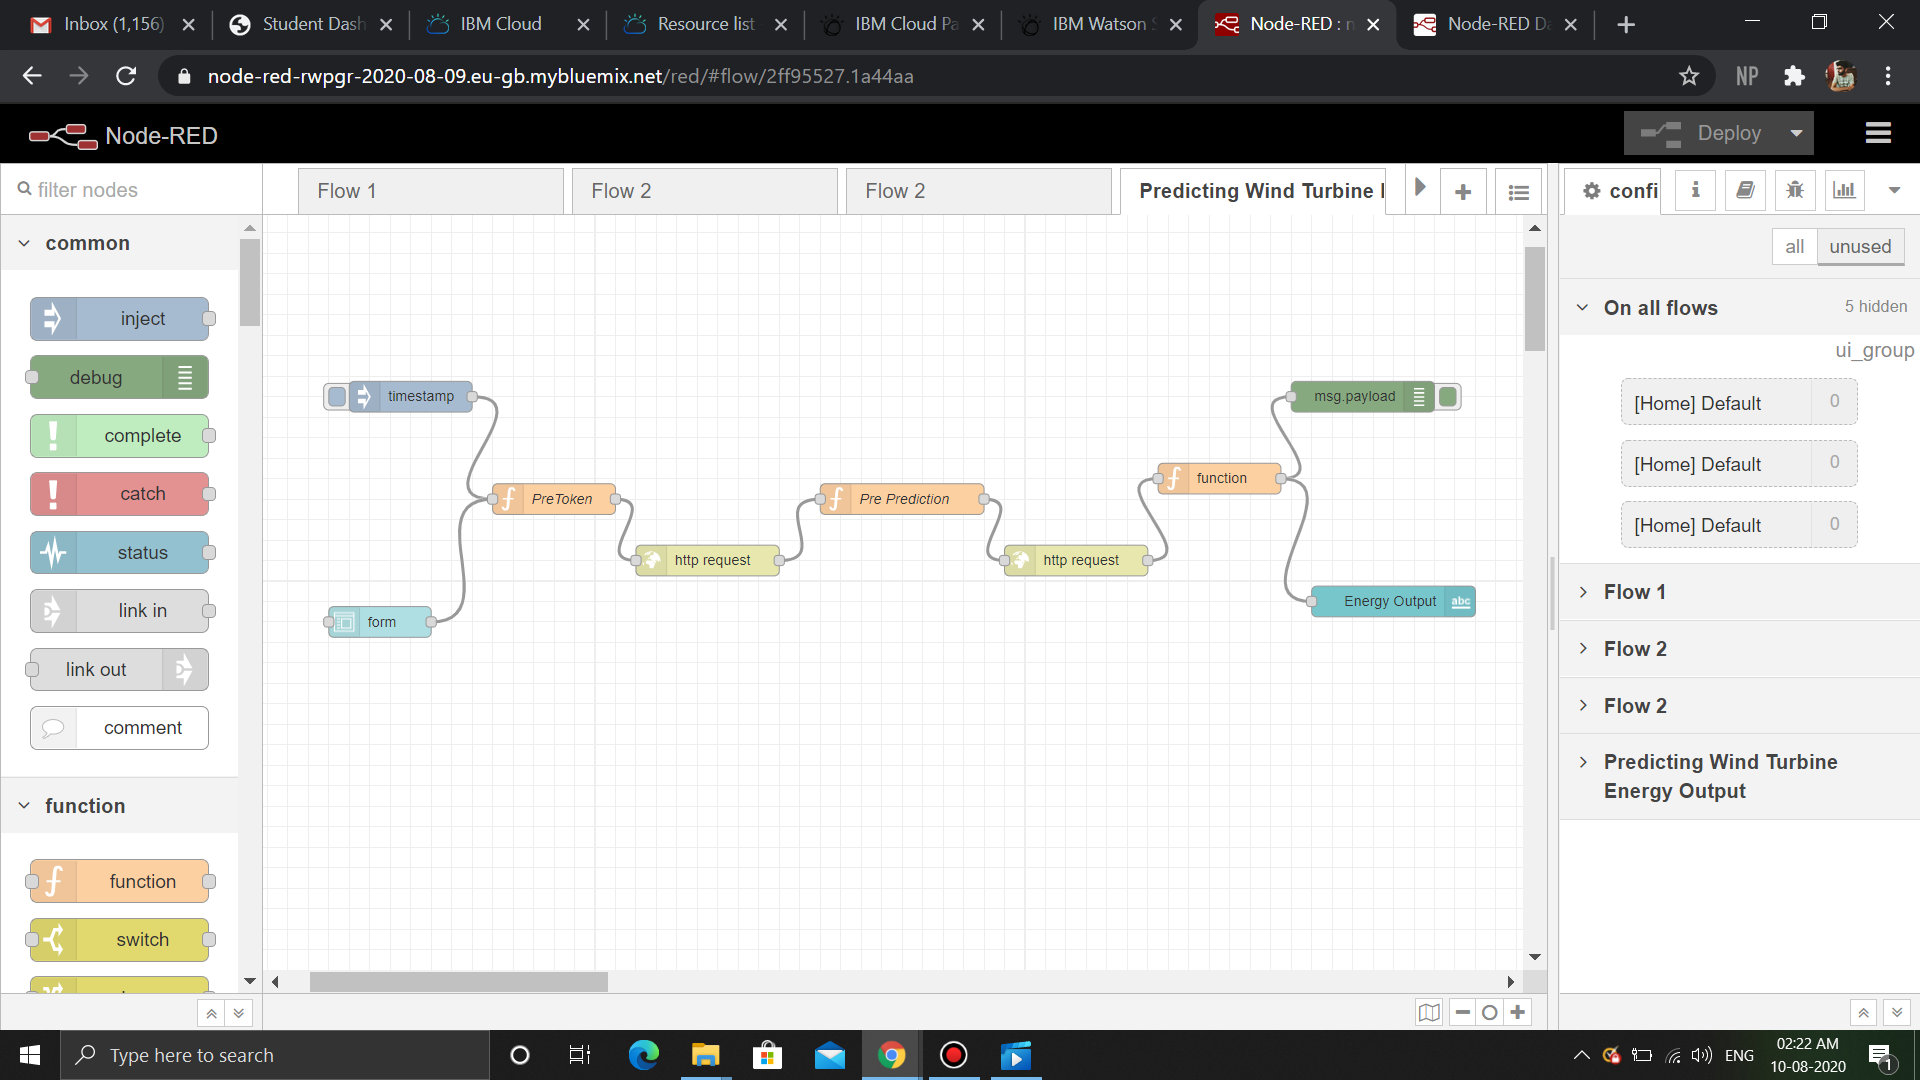 Inbox (1,156)
Student Dash
IBM Cloud
Resource list
IBM Cloud Pa
IBM Watson S
Node-RED : n
Node-RED Da
node-red-rwpgr-2020-08-09.eu-gb.mybluemix.net/red/#flow/2ff95527.1a44aa
NP
Node-RED
Deploy
filter nodes
Flow 1
Flow 2
Flow 2
Predicting Wind Turbine
confi
common
inject
debug
complete
catch
status
link in
link out
comment
function
function
switch
timestamp
form
PreToken
http request
Pre Prediction
http request
function
msg.payload
Energy Output
abc
all
unused
On all flows
5 hidden
ui_group
[Home] Default
0
[Home] Default
0
[Home] Default
0
Flow 1
Flow 2
Flow 2
Predicting Wind Turbine
Energy Output
Type here to search
ENG
02:22 AM
10-08-2020
1